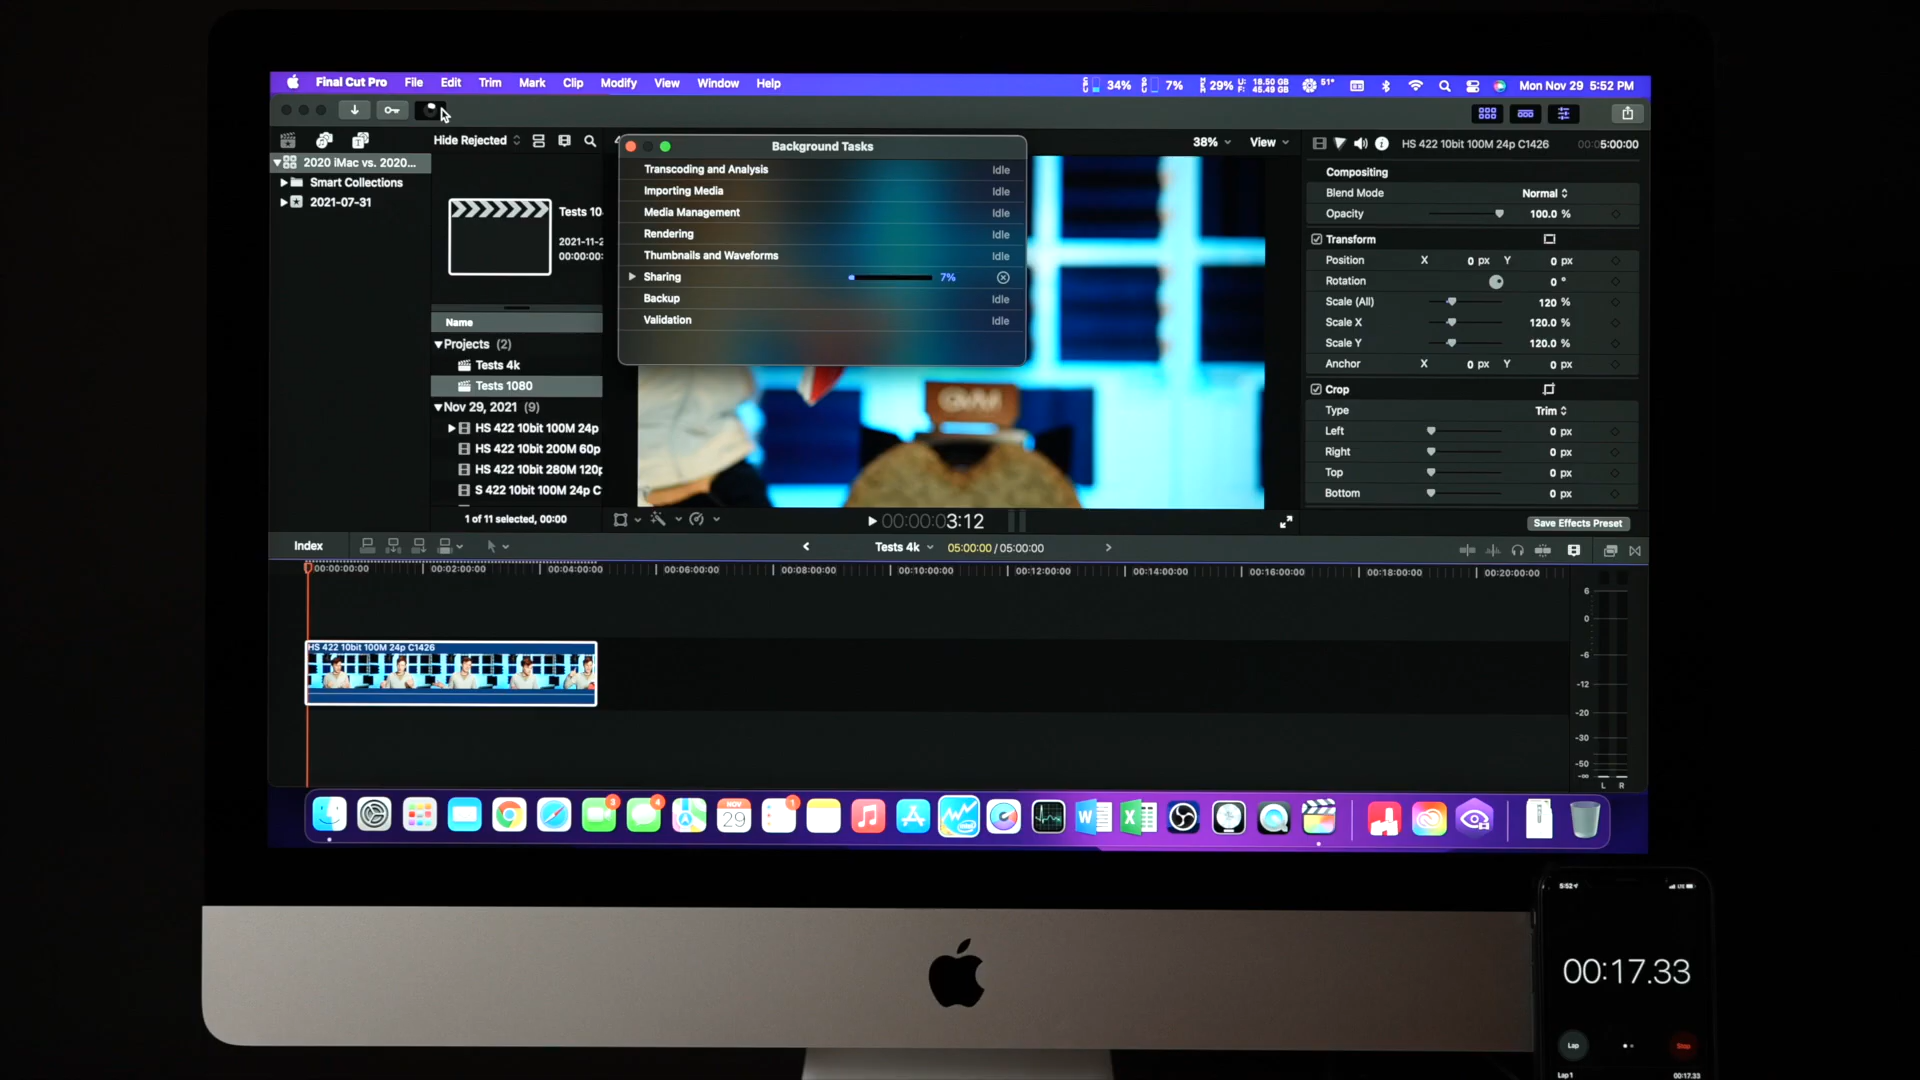 Final Cut Pro File Edit Trim Mark Clip Modify View Window Help
34% 7% 29% U: 18.50 GB F: 45.49 GB 51° Mon Nov 29 5:52 PM
Hide Rejected
2020 iMac vs. 2020...
Smart Collections
2021-07-31
Tests 10
2021-11-2
00:00:00:
Name
Projects (2)
Tests 4k
Tests 1080
Nov 29, 2021 (9)
HS 422 10bit 100M 24p
HS 422 10bit 200M 60p
HS 422 10bit 280M 120p
S 422 10bit 100M 24p C
1 of 11 selected, 00:00
Background Tasks
Transcoding and Analysis Idle
Importing Media Idle
Media Management Idle
Rendering Idle
Thumbnails and Waveforms Idle
Sharing 7%
Backup Idle
Validation Idle
38% View
GM
00:00:00:03:12
HS 422 10bit 100M 24p C1426 00:05:00:00
Compositing
Blend Mode Normal
Opacity 100.0 %
Transform
Position X 0 px Y 0 px
Rotation 0 °
Scale (All) 120 %
Scale X 120.0 %
Scale Y 120.0 %
Anchor X 0 px Y 0 px
Crop
Type Trim
Left 0 px
Right 0 px
Top 0 px
Bottom 0 px
Save Effects Preset
Index
Tests 4k 05:00:00 / 05:00:00
00:00:00:00 00:02:00:00 00:04:00:00 00:06:00:00 00:08:00:00 00:10:00:00 00:12:00:00 00:14:00:00 00:16:00:00 00:18:00:00 00:20:00:00
HS 422 10bit 100M 24p C1426
6
0
-6
-12
-20
-30
-50
-∞
L R
3 4 NOV 29 1 intel W X
5:52 LTE
00:17.33
Lap Stop
Lap 1 00:17.33